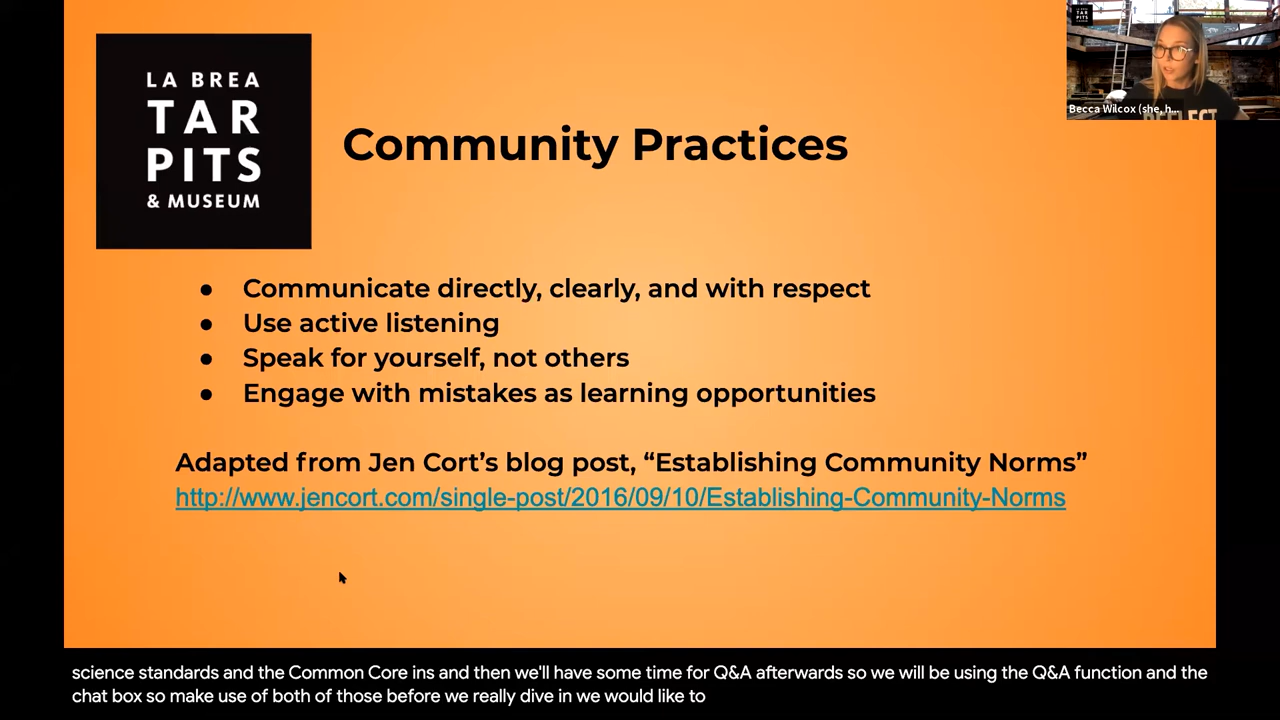 LA BREA
TAR
PITS
& MUSEUM
Community Practices
● Communicate directly, clearly, and with respect
● Use active listening
● Speak for yourself, not others
● Engage with mistakes as learning opportunities
Adapted from Jen Cort’s blog post, “Establishing Community Norms”
http://www.jencort.com/single-post/2016/09/10/Establishing-Community-Norms
TAR
PITS
Becca Wilcox (she, h...
science standards and the Common Core ins and then we'll have some time for Q&A afterwards so we will be using the Q&A function and the
chat box so make use of both of those before we really dive in we would like to